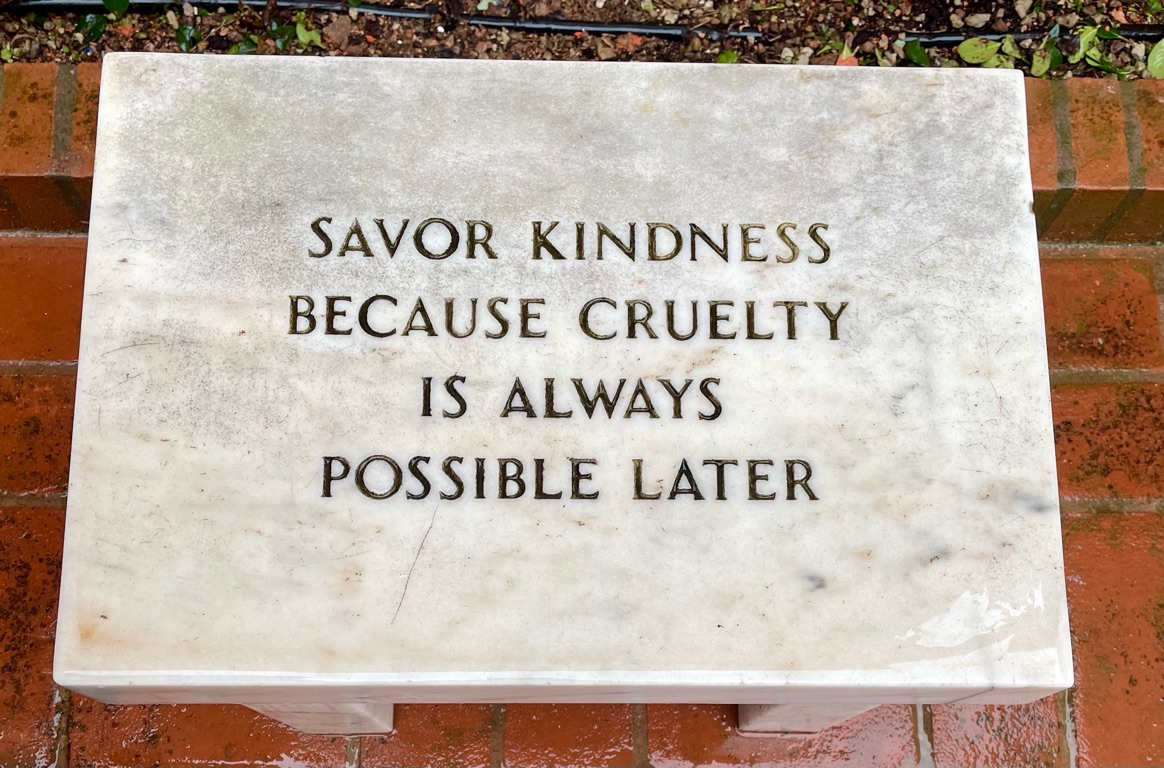 SAVOR KINDNESS
BECAUSE CRUELTY
IS ALWAYS
POSSIBLE LATER